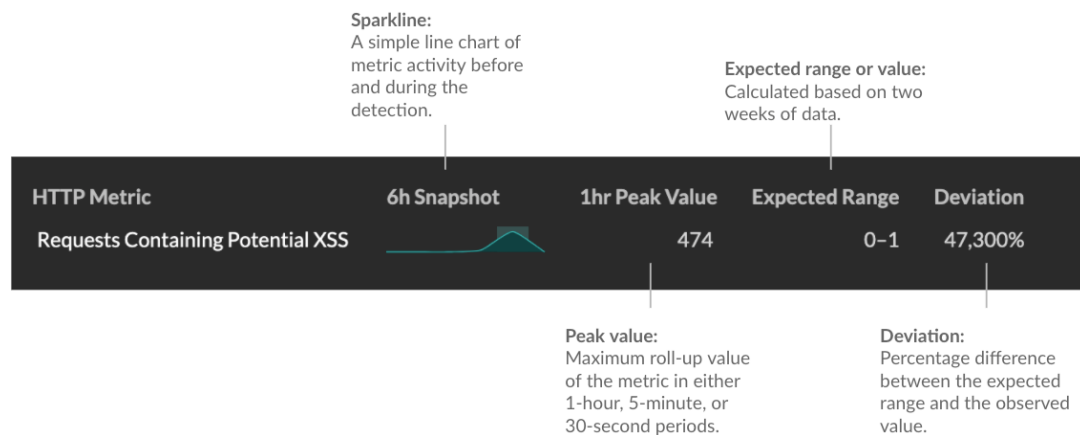 Sparkline:
A simple line chart of
metric activity before
and during the
detection.
Expected range or value:
Calculated based on two
weeks of data.
HTTP Metric 6h Snapshot 1hr Peak Value Expected Range Deviation
Requests Containing Potential XSS 474 0–1 47,300%
Peak value:
Maximum roll-up value
of the metric in either
1-hour, 5-minute, or
30-second periods.
Deviation:
Percentage difference
between the expected
range and the observed
value.